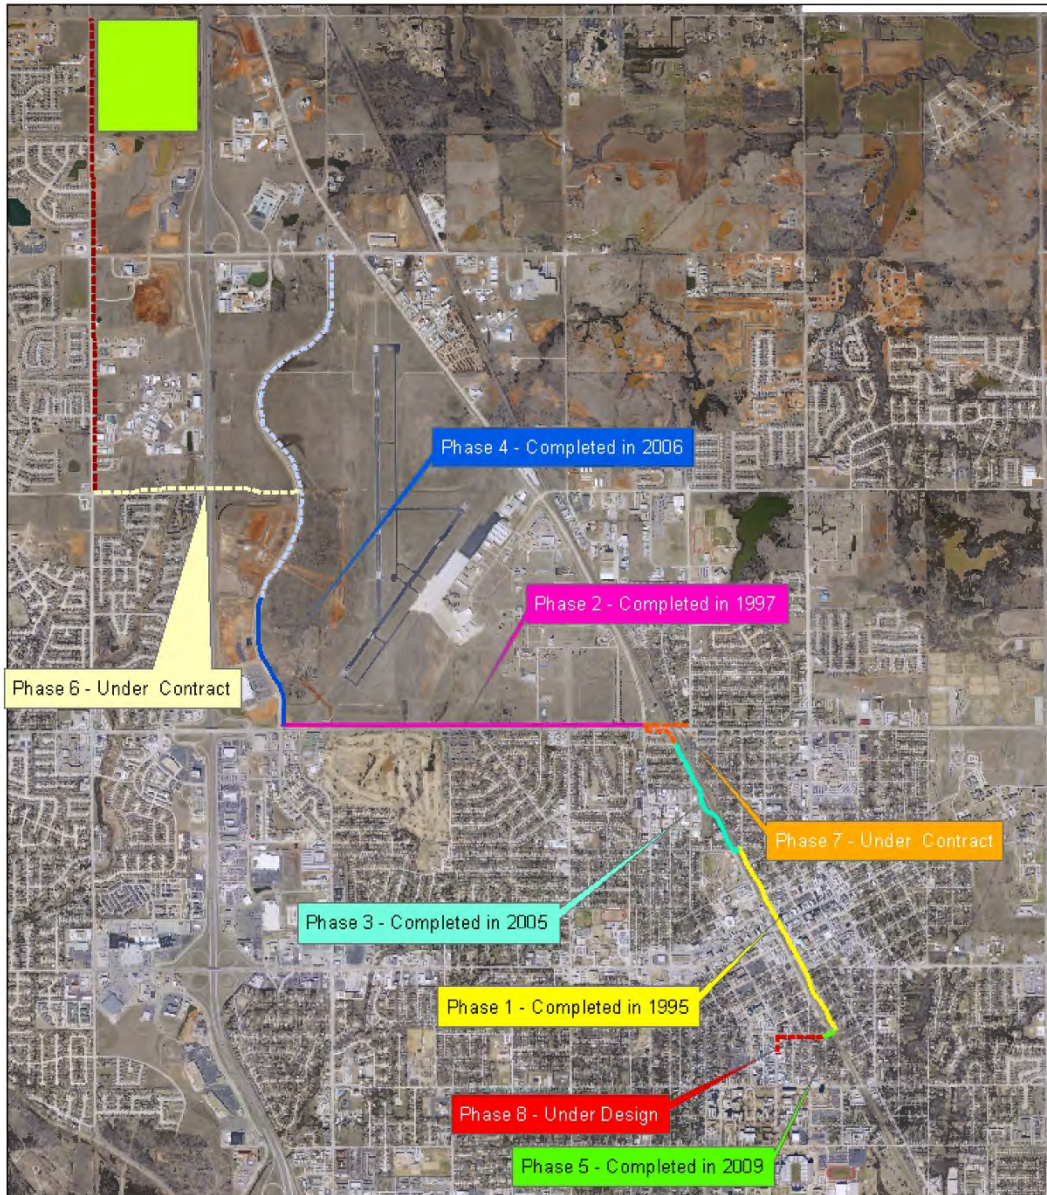 Phase 4 - Completed in 2006
Phase 2 - Completed in 1997
Phase 6 - Under Contract
Phase 7 - Under Contract
Phase 3 - Completed in 2005
Phase 1 - Completed in 1995
Phase 8 - Under Design
Phase 5 - Completed in 2009